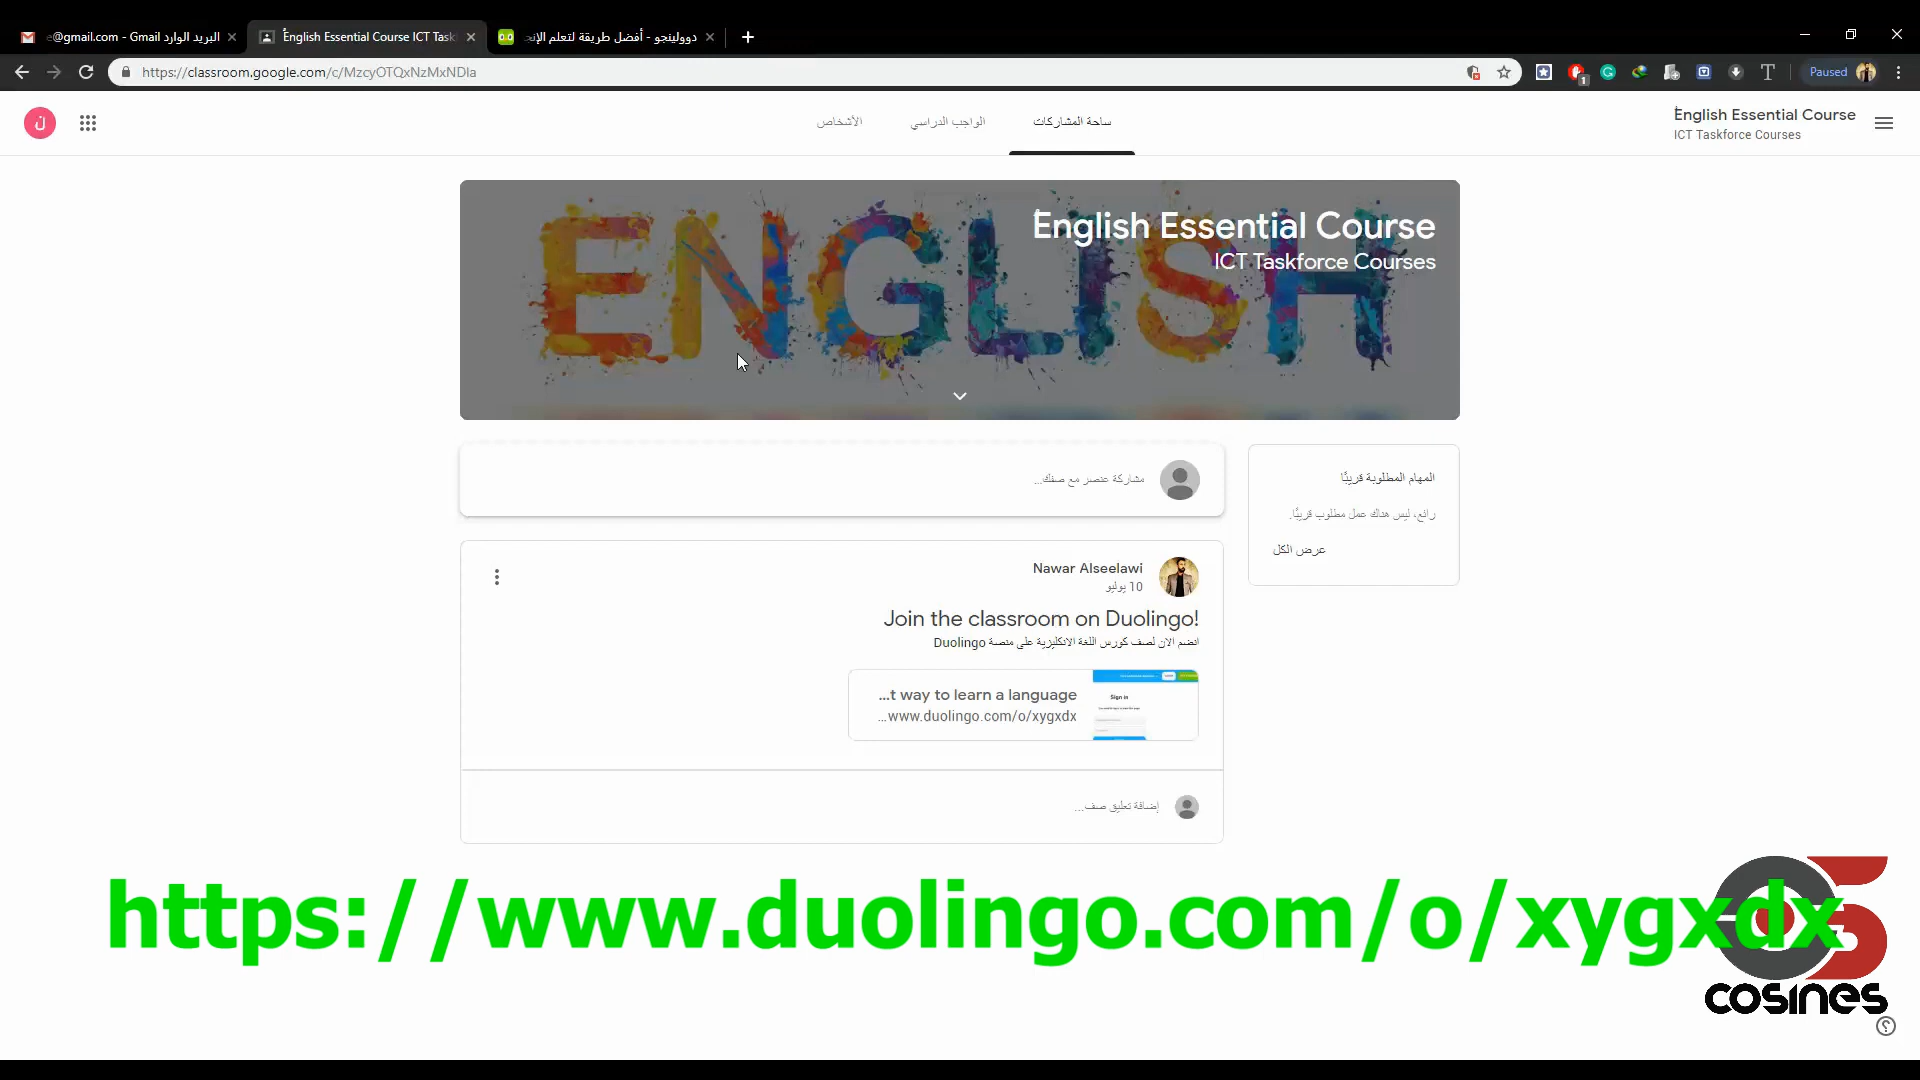 البريد الوارد e@gmail.com - Gmail
English Essential Course ICT Task
دوولينجو - أفضل طريقة لتعلم الإنج
https://classroom.google.com/c/MzcyOTQxNzMxNDla
1
Paused
ن
الأشخاص
الواجب الدراسي
ساحة المشاركات
English Essential Course
ICT Taskforce Courses
ENGLISH
English Essential Course
ICT Taskforce Courses
مشاركة عنصر مع صفك...
المهام المطلوبة قريبًا
رائع، ليس هناك عمل مطلوب قريبًا.
عرض الكل
Nawar Alseelawi
10 يوليو
Join the classroom on Duolingo!
انضم الان لصف كورس اللغة الانكليزية على منصة Duolingo
...t way to learn a language
...www.duolingo.com/o/xygxdx
Sign in
إضافة تعليق صف...
https://www.duolingo.com/o/xygxdx
cosines